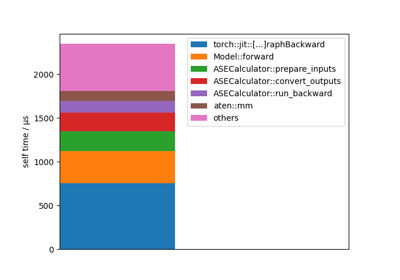 torch::jit::[...]raphBackward
Model::forward
ASECalculator::prepare_inputs
ASECalculator::convert_outputs
ASECalculator::run_backward
aten::mm
others
self time / µs
2000
1500
1000
500
0